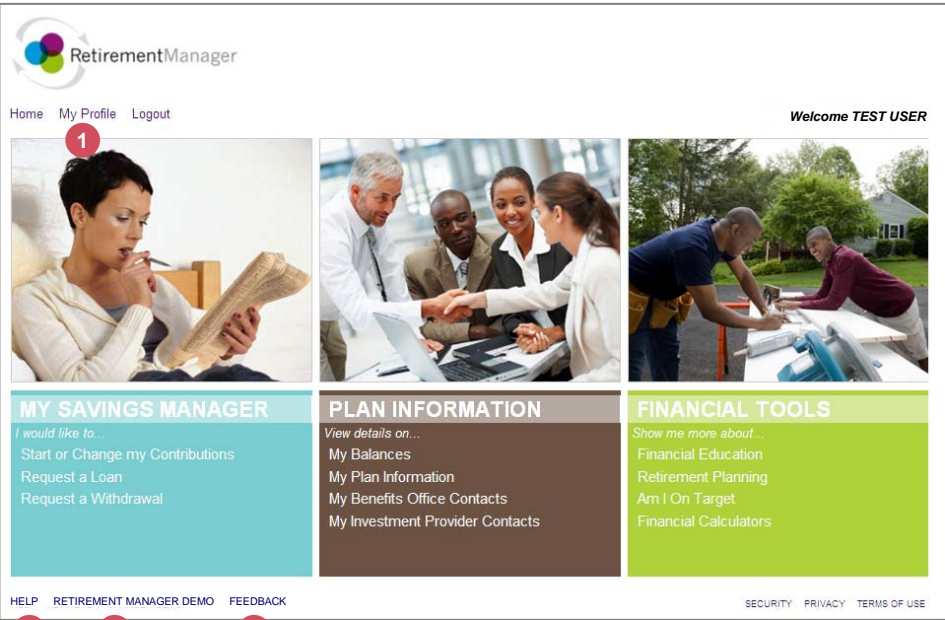 RetirementManager
Home My Profile Logout
Welcome TEST USER
1
MY SAVINGS MANAGER
I would like to...
Start or Change my Contributions
Request a Loan
Request a Withdrawal
PLAN INFORMATION
View details on...
My Balances
My Plan Information
My Benefits Office Contacts
My Investment Provider Contacts
FINANCIAL TOOLS
Show me more about...
Financial Education
Retirement Planning
Am I On Target
Financial Calculators
HELP RETIREMENT MANAGER DEMO FEEDBACK
SECURITY PRIVACY TERMS OF USE